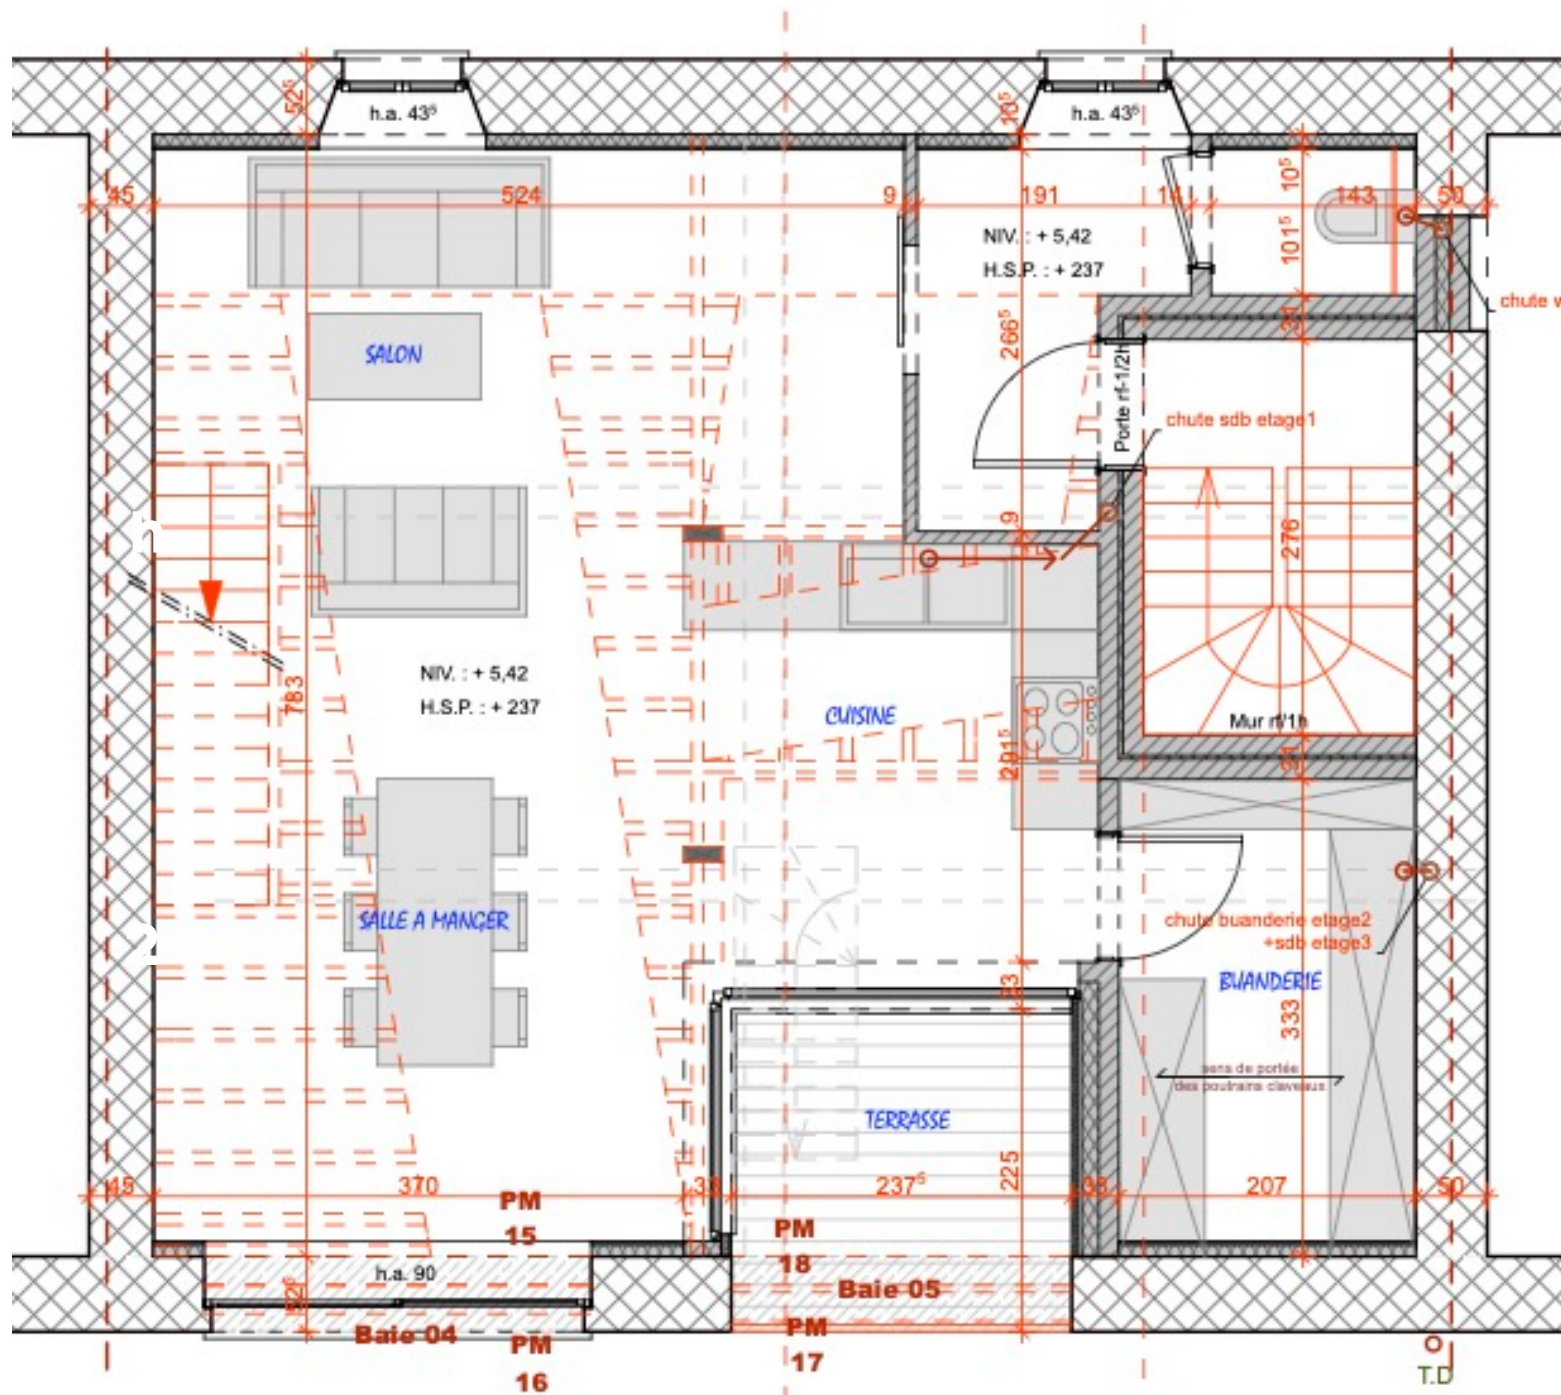 h.a. 43⁵
h.a. 43⁵
52⁵
10⁵
10⁵
45
524
9
191
14
143
50
NIV. : + 5,42
H.S.P. : + 237
101⁵
chute w
31
266⁵
SALON
Porte rf-1/2h
chute sdb etage1
9
276
NIV. : + 5,42
H.S.P. : + 237
783
CUISINE
Mur rf/1h
291⁵
31
SALLE A MANGER
chute buanderie etage2
+sdb etage3
BUANDERIE
33
333
sens de portée
des poutrains claveaux
TERRASSE
225
45
370
33
237⁵
38
207
50
PM
15
PM
18
h.a. 90
52⁵
Baie 05
Baie 04
PM
16
PM
17
T.D